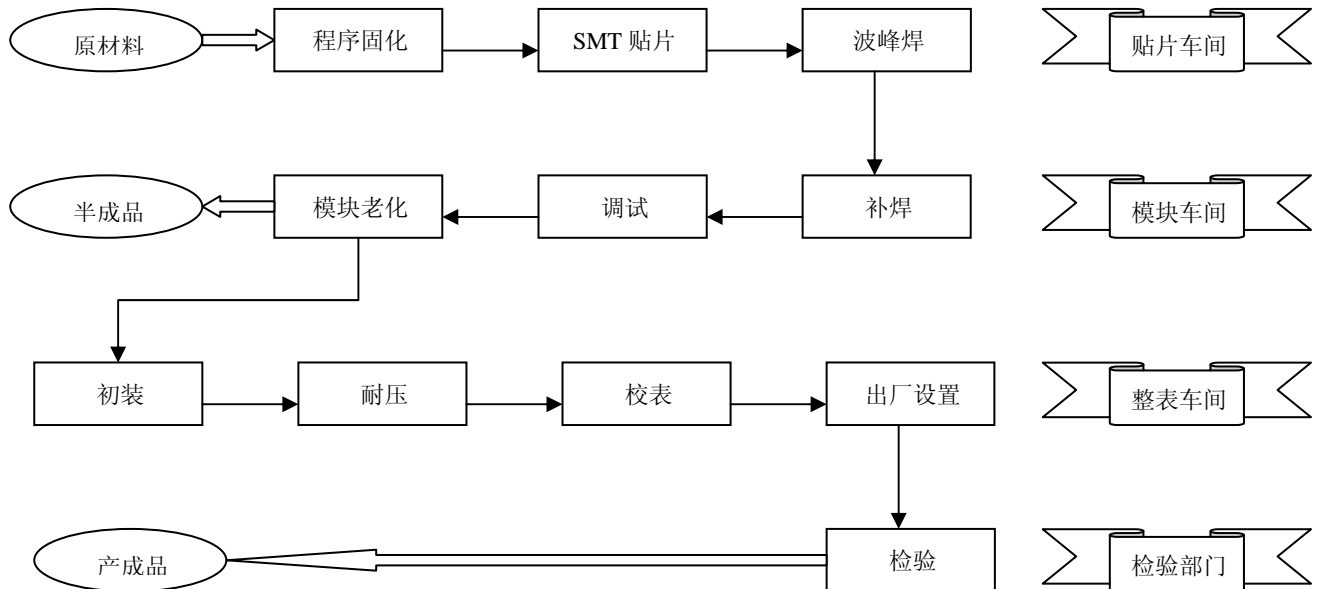 原材料
程序固化
SMT 贴片
波峰焊
贴片车间
半成品
模块老化
调试
补焊
模块车间
初装
耐压
校表
出厂设置
整表车间
产成品
检验
检验部门